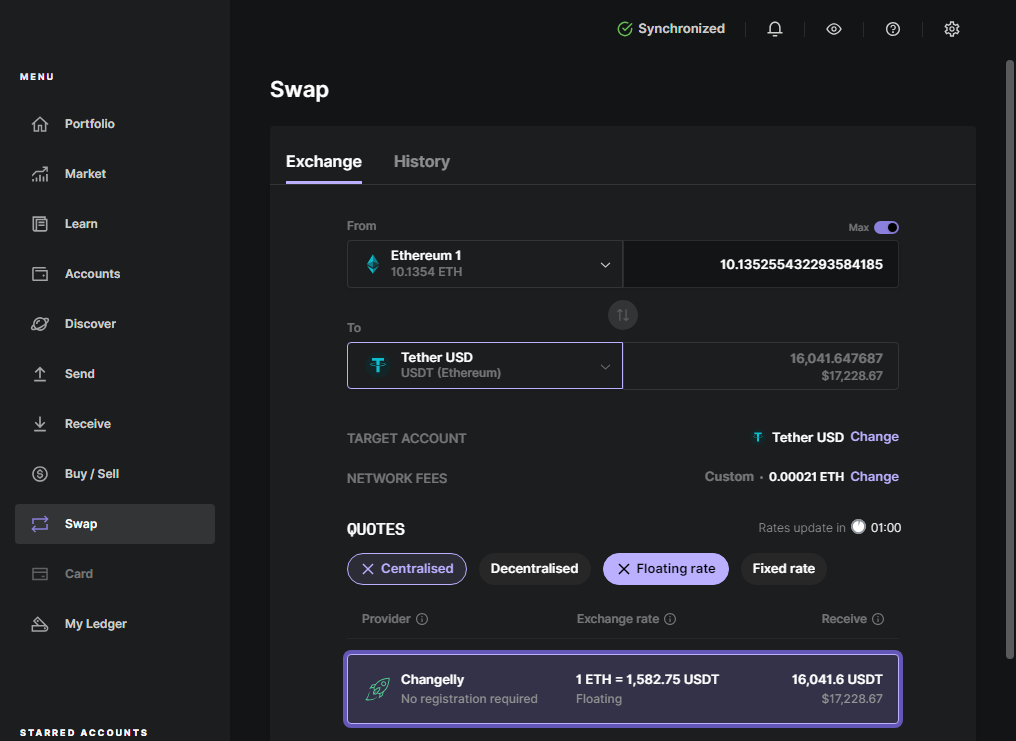 Synchronized
MENU
Portfolio
Market
Learn
Accounts
Discover
Send
Receive
Buy / Sell
Swap
Card
My Ledger
STARRED ACCOUNTS
Swap
Exchange History
From Max
Ethereum 1
10.1354 ETH
10.135255432293584185
To
Tether USD
USDT (Ethereum)
16,041.647687
$17,228.67
TARGET ACCOUNT Tether USD Change
NETWORK FEES Custom · 0.00021 ETH Change
QUOTES Rates update in 01:00
Centralised Decentralised Floating rate Fixed rate
Provider Exchange rate Receive
Changelly 1 ETH = 1,582.75 USDT 16,041.6 USDT
No registration required Floating $17,228.67